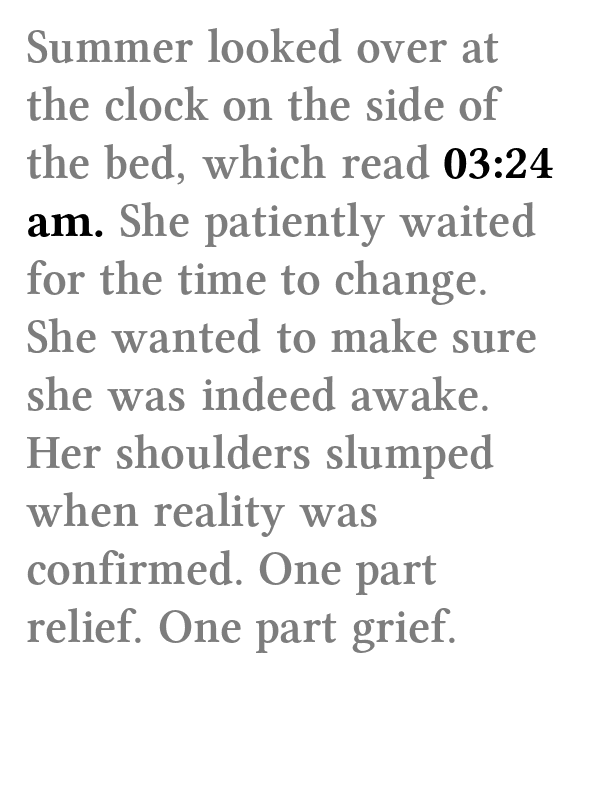 Summer looked over at
the clock on the side of
the bed, which read 03:24
am. She patiently waited
for the time to change.
She wanted to make sure
she was indeed awake.
Her shoulders slumped
when reality was
confirmed. One part
relief. One part grief.